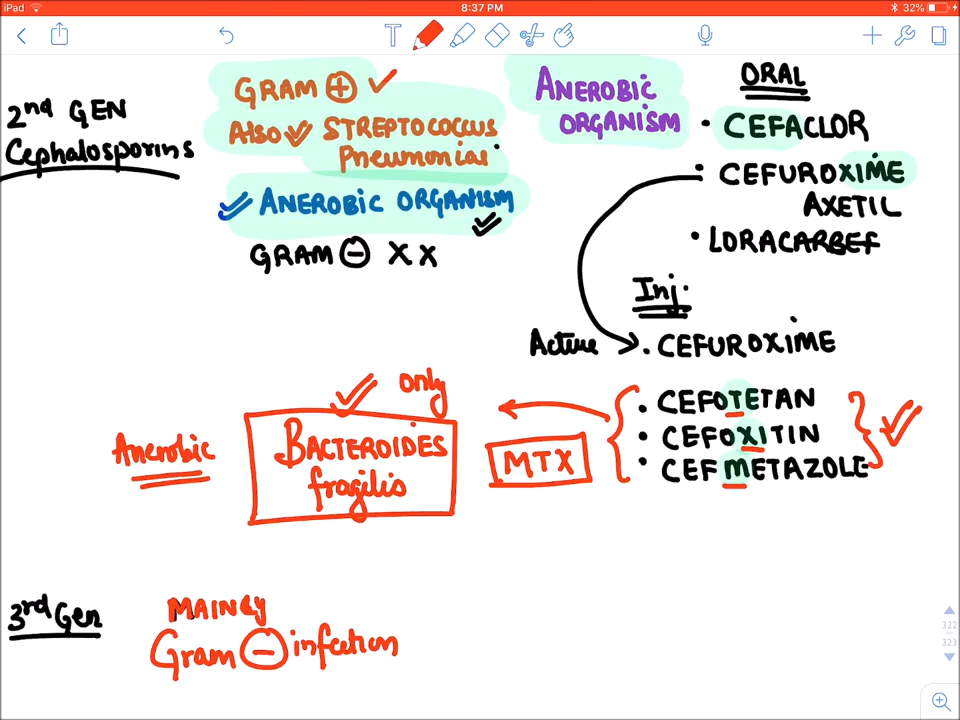 iPad
8:37 PM
32%
2nd GEN
Cephalosporins
GRAM ⊕ ✓
Also ✓ STREPTOCOCCUS
PNEUMONIAE
✓ ANEROBIC ORGANISM
GRAM ⊖ X X
ANEROBIC
ORGANISM
ORAL
• CEFACLOR
• CEFUROXIME
AXETIL
• LORACARBEF
Inj.
Active → • CEFUROXIME
• CEFOTETAN
• CEFOXITIN
• CEFMETAZOLE
MTX
only
Anerobic
BACTEROIDES
fragilis
3rd Gen
MAINLY
Gram ⊖ infection
322
323